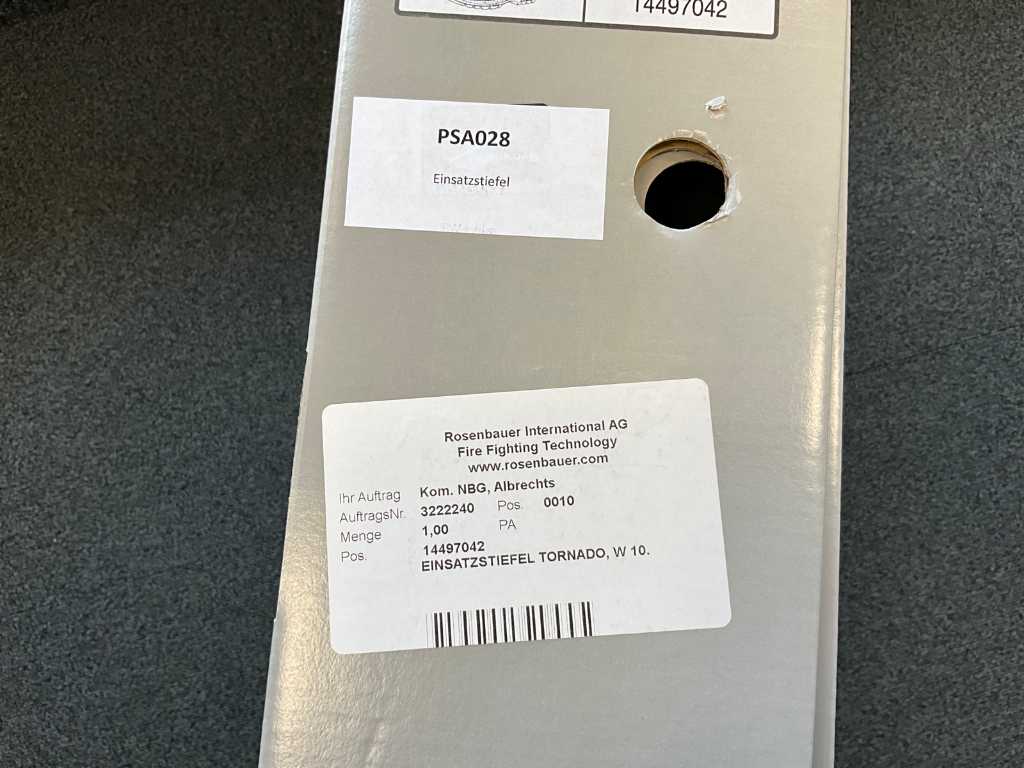 14497042
PSA028
Einsatzstiefel
Rosenbauer International AG
Fire Fighting Technology
www.rosenbauer.com
Ihr Auftrag Kom. NBG, Albrechts
AuftragsNr. 3222240 Pos. 0010
Menge 1,00 PA
Pos. 14497042
EINSATZSTIEFEL TORNADO, W 10.